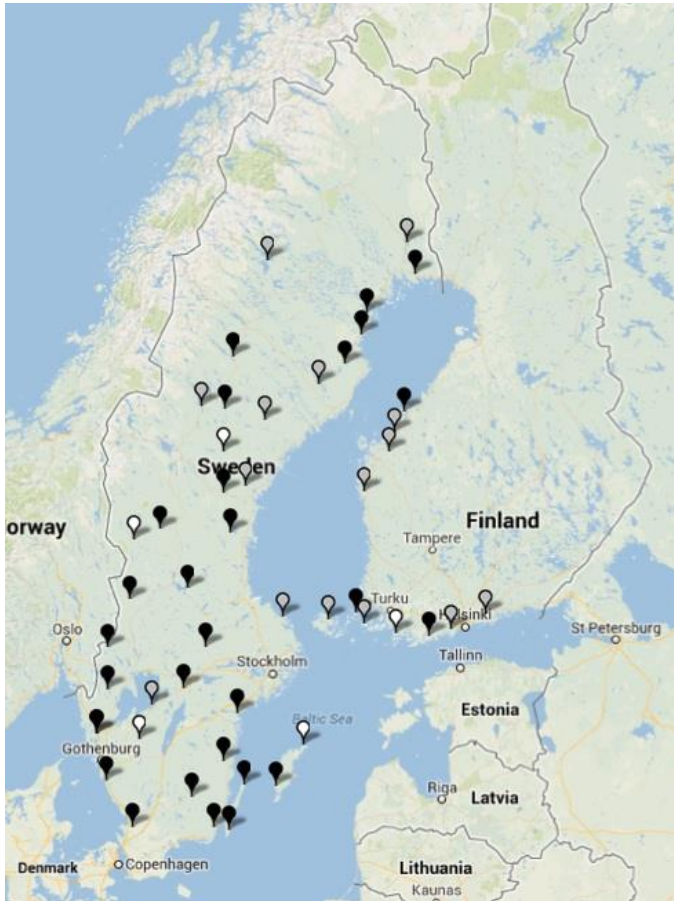 Sweden
Finland
orway
Tampere
Turku
Helsinki
Oslo
St Petersburg
Stockholm
Tallinn
Estonia
Baltic Sea
Gothenburg
Riga
Latvia
Denmark
Copenhagen
Lithuania
Kaunas